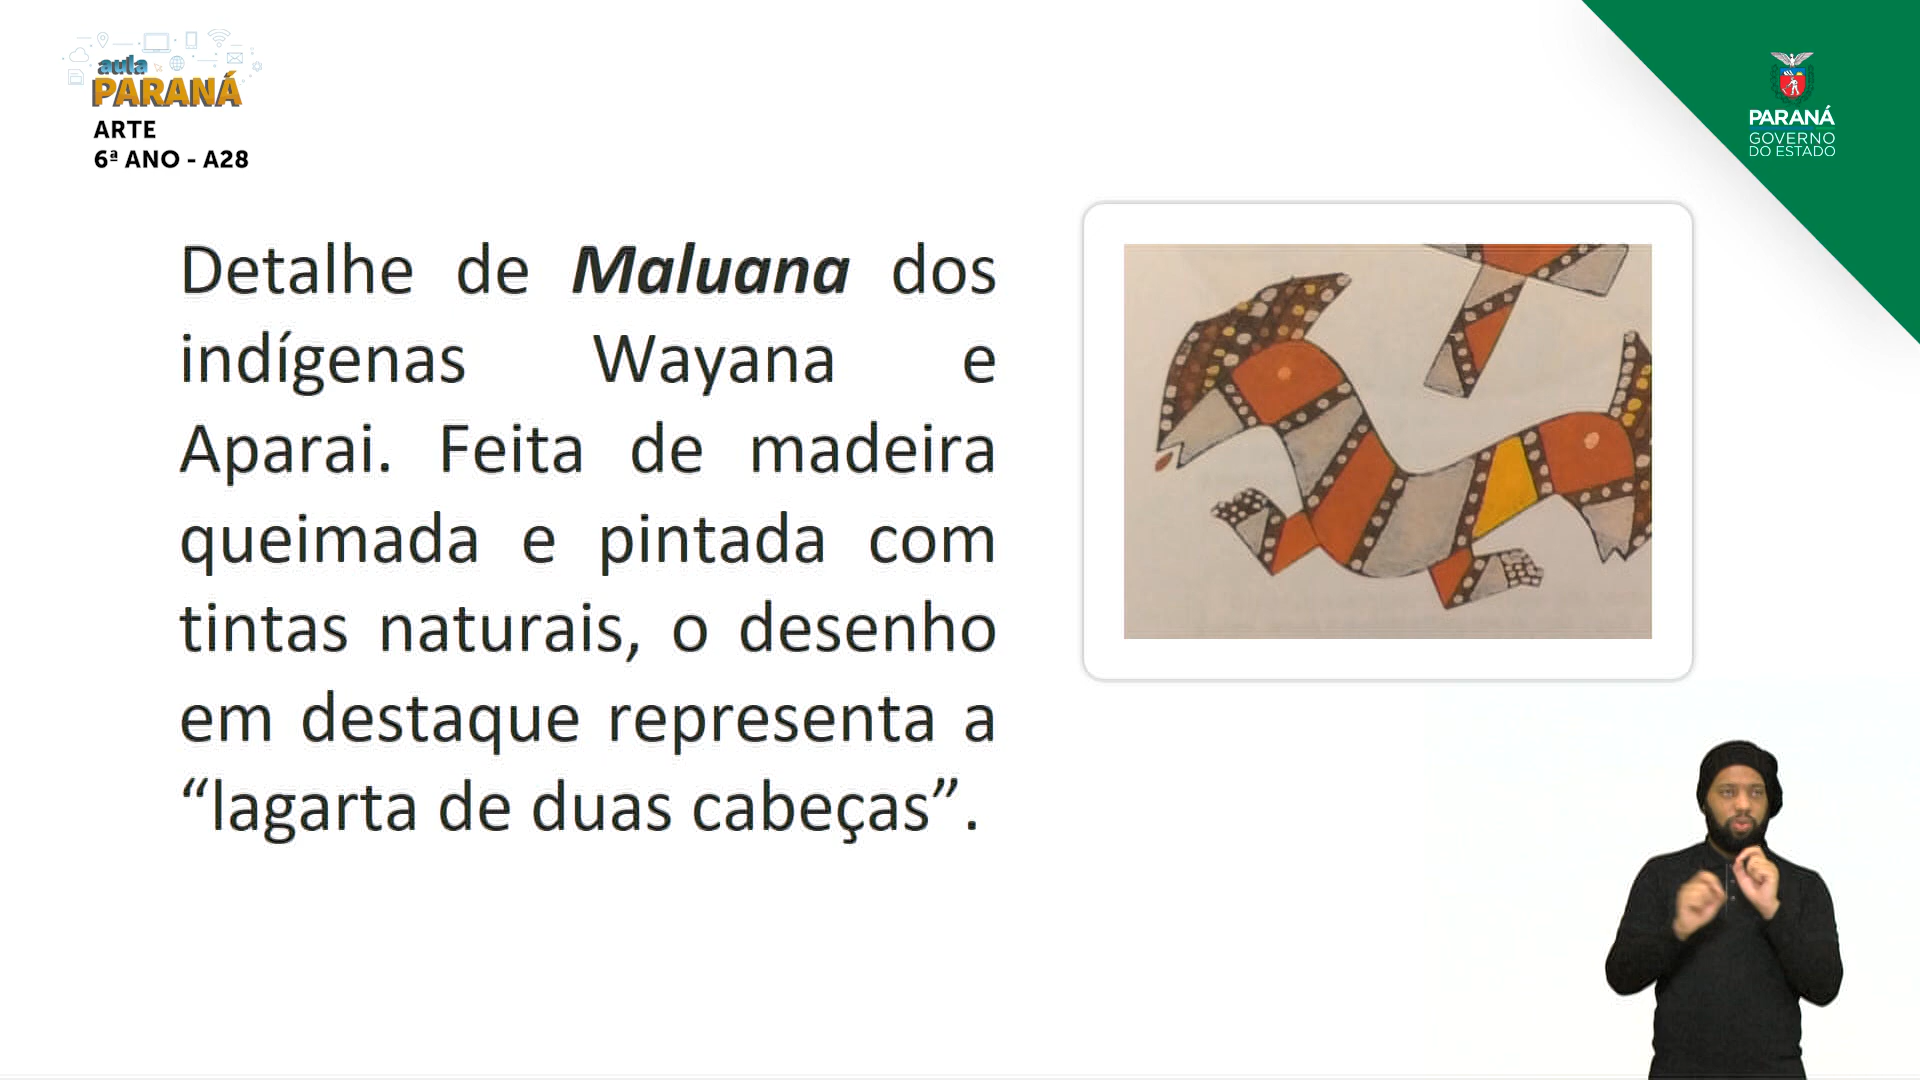 aula
PARANÁ
ARTE
6ª ANO - A28
PARANÁ
GOVERNO
DO ESTADO
Detalhe de Maluana dos
indígenas Wayana e
Aparai. Feita de madeira
queimada e pintada com
tintas naturais, o desenho
em destaque representa a
“lagarta de duas cabeças”.